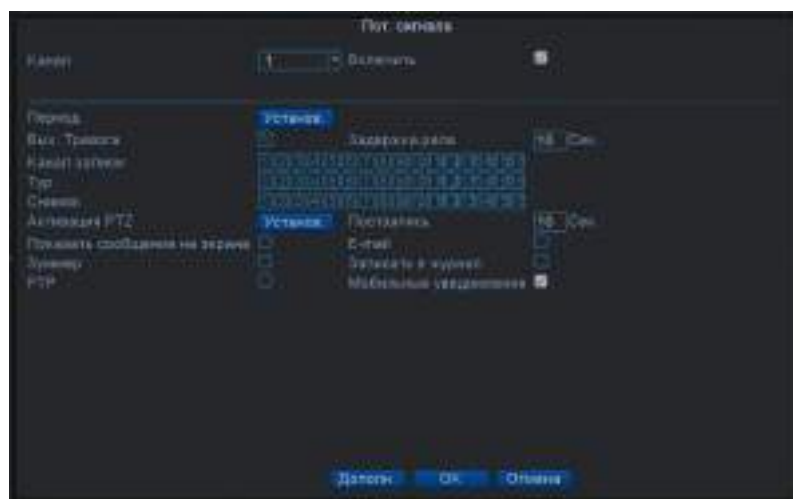 Пот. сигнала
Канал 1 Включить
Период Установ.
Вых. Тревоги Задержка реле 10 Сек.
Канал записи
Тур
Снимок
Активация PTZ Установ. Постзапись 10 Сек.
Показать сообщения на экране E-mail
Зуммер Записать в журнал
FTP Мобильные уведомления
Дополн. OK Отмена